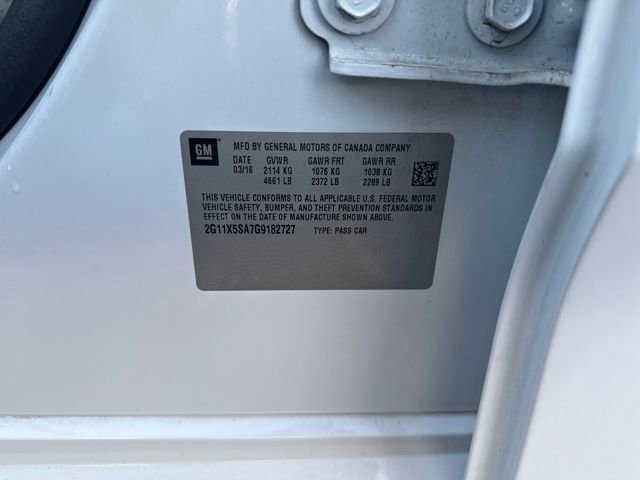 GM
MFD BY GENERAL MOTORS OF CANADA COMPANY
DATE GVWR GAWR FRT GAWR RR
03/16 2114 KG 1076 KG 1038 KG
4661 LB 2372 LB 2289 LB
THIS VEHICLE CONFORMS TO ALL APPLICABLE U.S. FEDERAL MOTOR
VEHICLE SAFETY, BUMPER, AND THEFT PREVENTION STANDARDS IN
EFFECT ON THE DATE OF MANUFACTURE SHOWN ABOVE.
2G11X5SA7G9182727 TYPE: PASS CAR